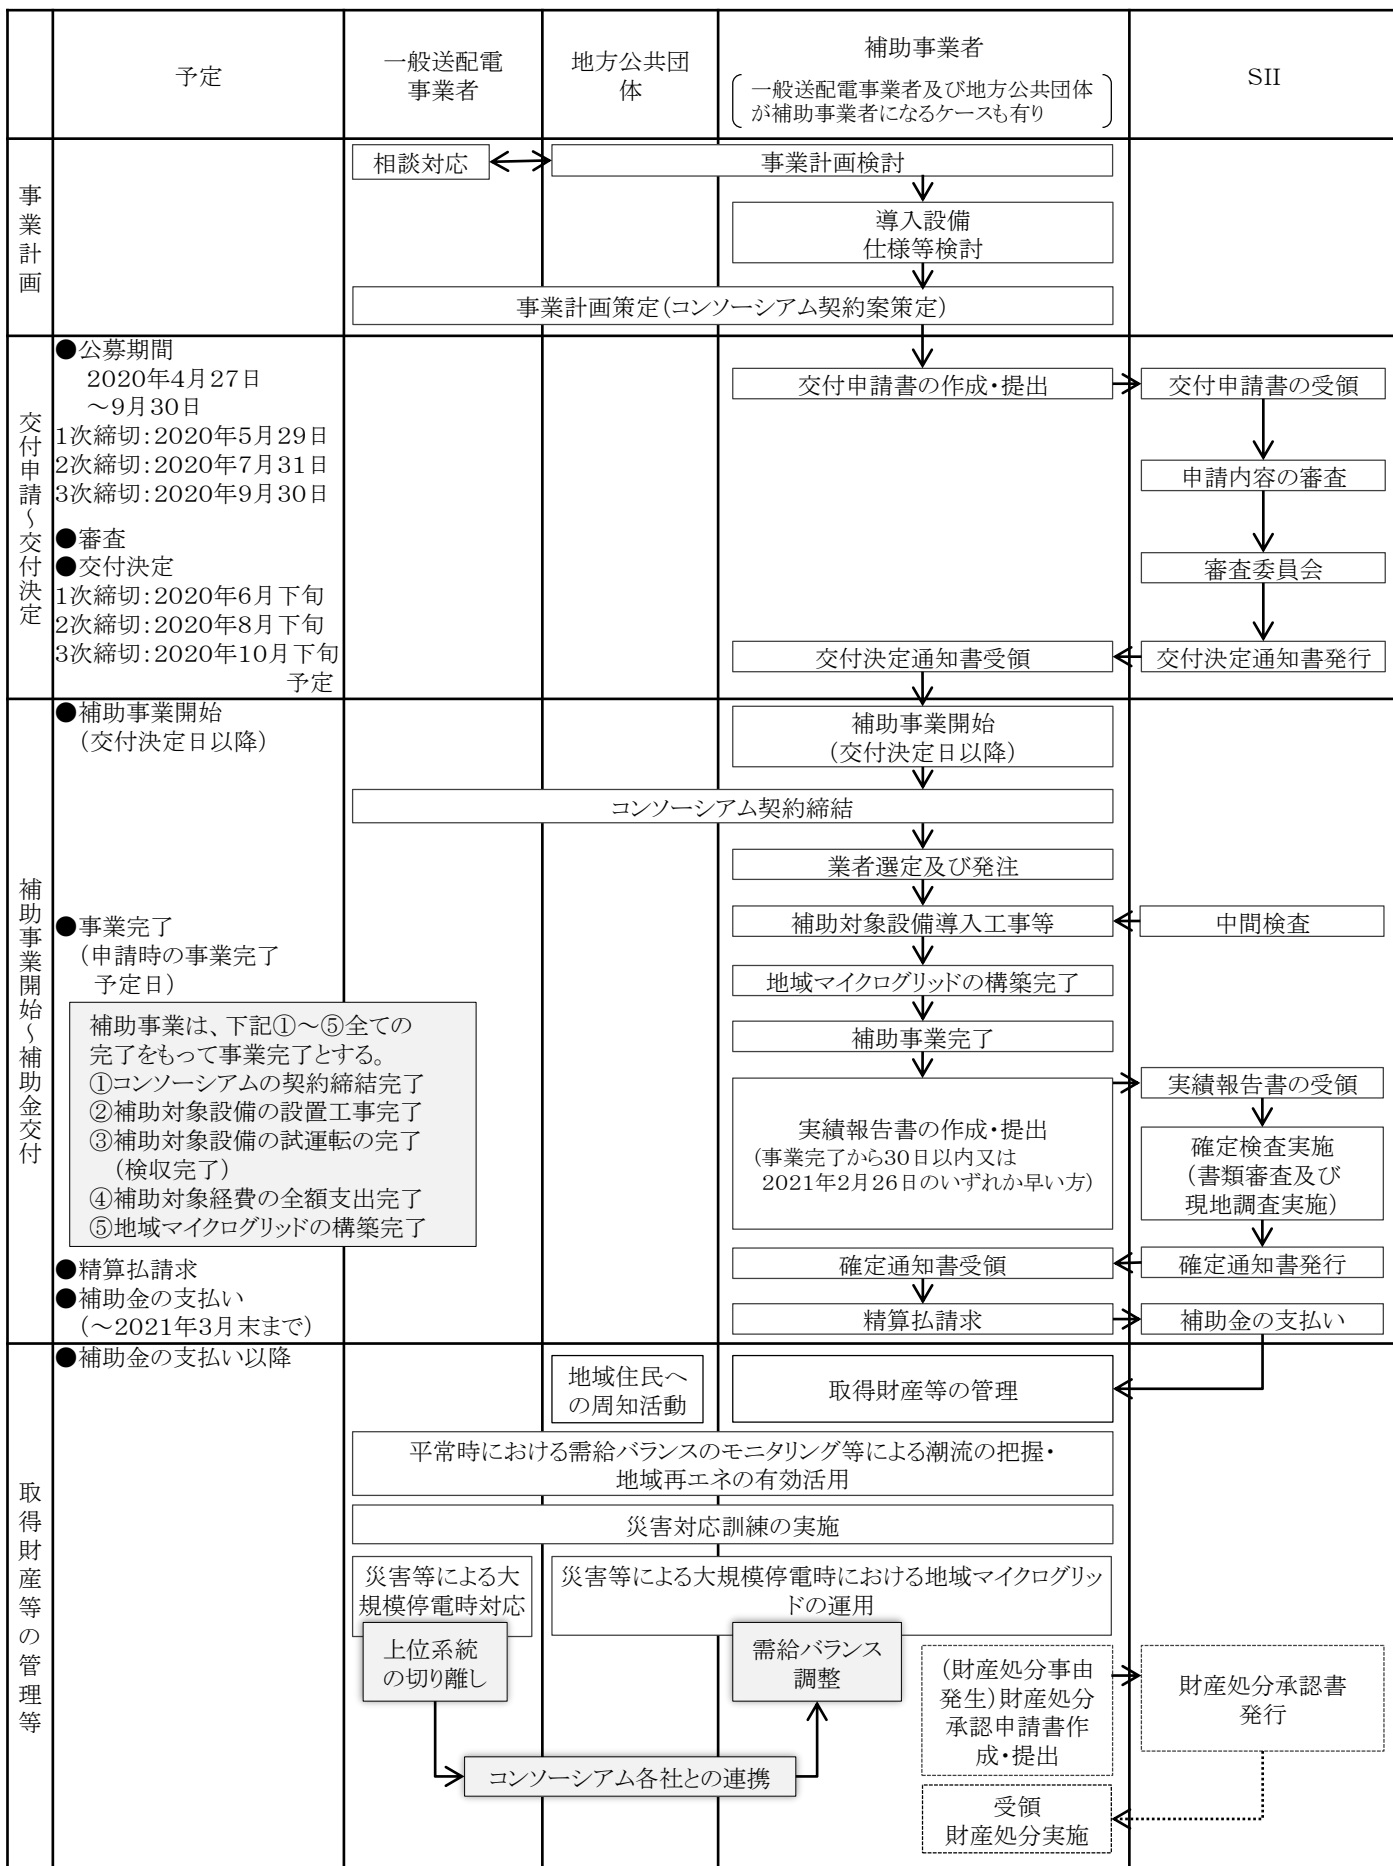 予定
一般送配電
事業者
地方公共団
体
補助事業者
一般送配電事業者及び地方公共団体
が補助事業者になるケースも有り
SII
事業計画
相談対応
事業計画検討
導入設備
仕様等検討
事業計画策定(コンソーシアム契約案策定)
交付申請～交付決定
●公募期間
2020年4月27日
～9月30日
1次締切:2020年5月29日
2次締切:2020年7月31日
3次締切:2020年9月30日
●審査
●交付決定
1次締切:2020年6月下旬
2次締切:2020年8月下旬
3次締切:2020年10月下旬
予定
交付申請書の作成・提出
交付申請書の受領
申請内容の審査
審査委員会
交付決定通知書受領
交付決定通知書発行
補助事業開始～補助金交付
●補助事業開始
(交付決定日以降)
補助事業開始
(交付決定日以降)
コンソーシアム契約締結
業者選定及び発注
●事業完了
(申請時の事業完了
予定日)
補助対象設備導入工事等
中間検査
地域マイクログリッドの構築完了
補助事業は、下記①～⑤全ての
完了をもって事業完了とする。
①コンソーシアムの契約締結完了
②補助対象設備の設置工事完了
③補助対象設備の試運転の完了
(検収完了)
④補助対象経費の全額支出完了
⑤地域マイクログリッドの構築完了
補助事業完了
実績報告書の作成・提出
(事業完了から30日以内又は
2021年2月26日のいずれか早い方)
実績報告書の受領
確定検査実施
(書類審査及び
現地調査実施)
●精算払請求
●補助金の支払い
(～2021年3月末まで)
確定通知書受領
確定通知書発行
精算払請求
補助金の支払い
取得財産等の管理等
●補助金の支払い以降
地域住民へ
の周知活動
取得財産等の管理
平常時における需給バランスのモニタリング等による潮流の把握・
地域再エネの有効活用
災害対応訓練の実施
災害等による大
規模停電時対応
災害等による大規模停電時における地域マイクログリッ
ドの運用
上位系統
の切り離し
需給バランス
調整
コンソーシアム各社との連携
(財産処分事由
発生)財産処分
承認申請書作
成・提出
財産処分承認書
発行
受領
財産処分実施